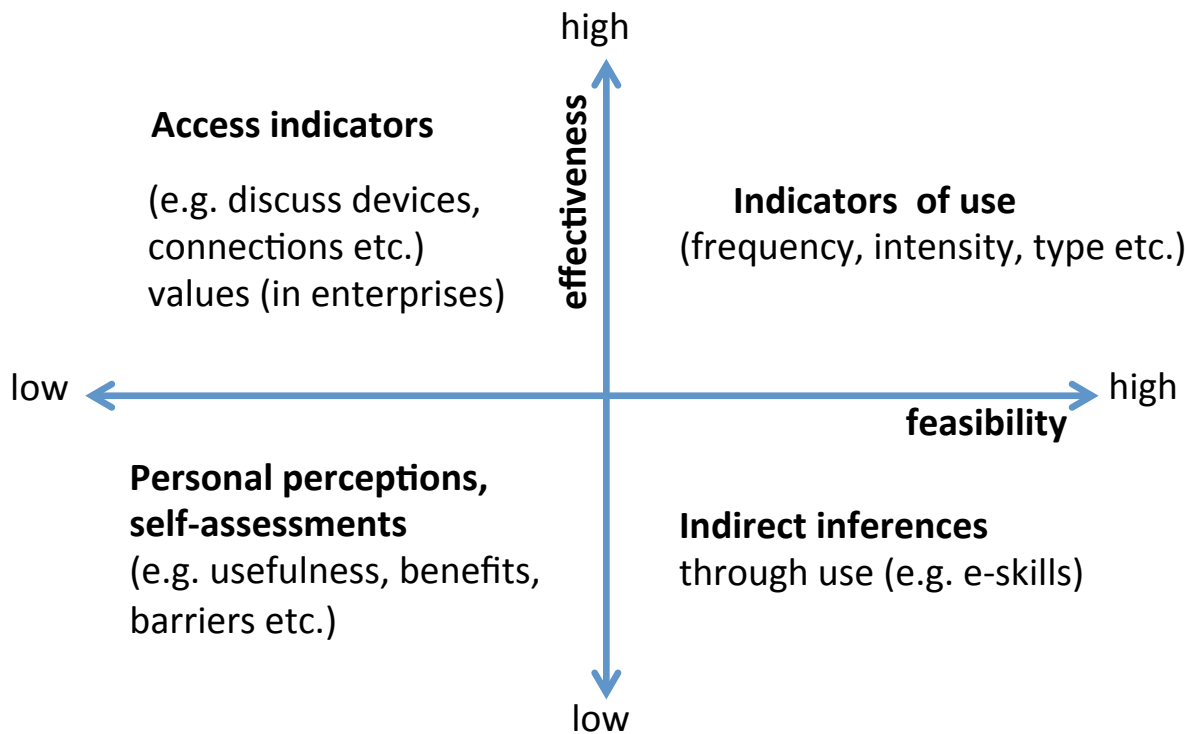 high
effectiveness
Access indicators
(e.g. discuss devices,
connections etc.)
values (in enterprises)
Indicators of use
(frequency, intensity, type etc.)
low
high
feasibility
Personal perceptions,
self-assessments
(e.g. usefulness, benefits,
barriers etc.)
Indirect inferences
through use (e.g. e-skills)
low